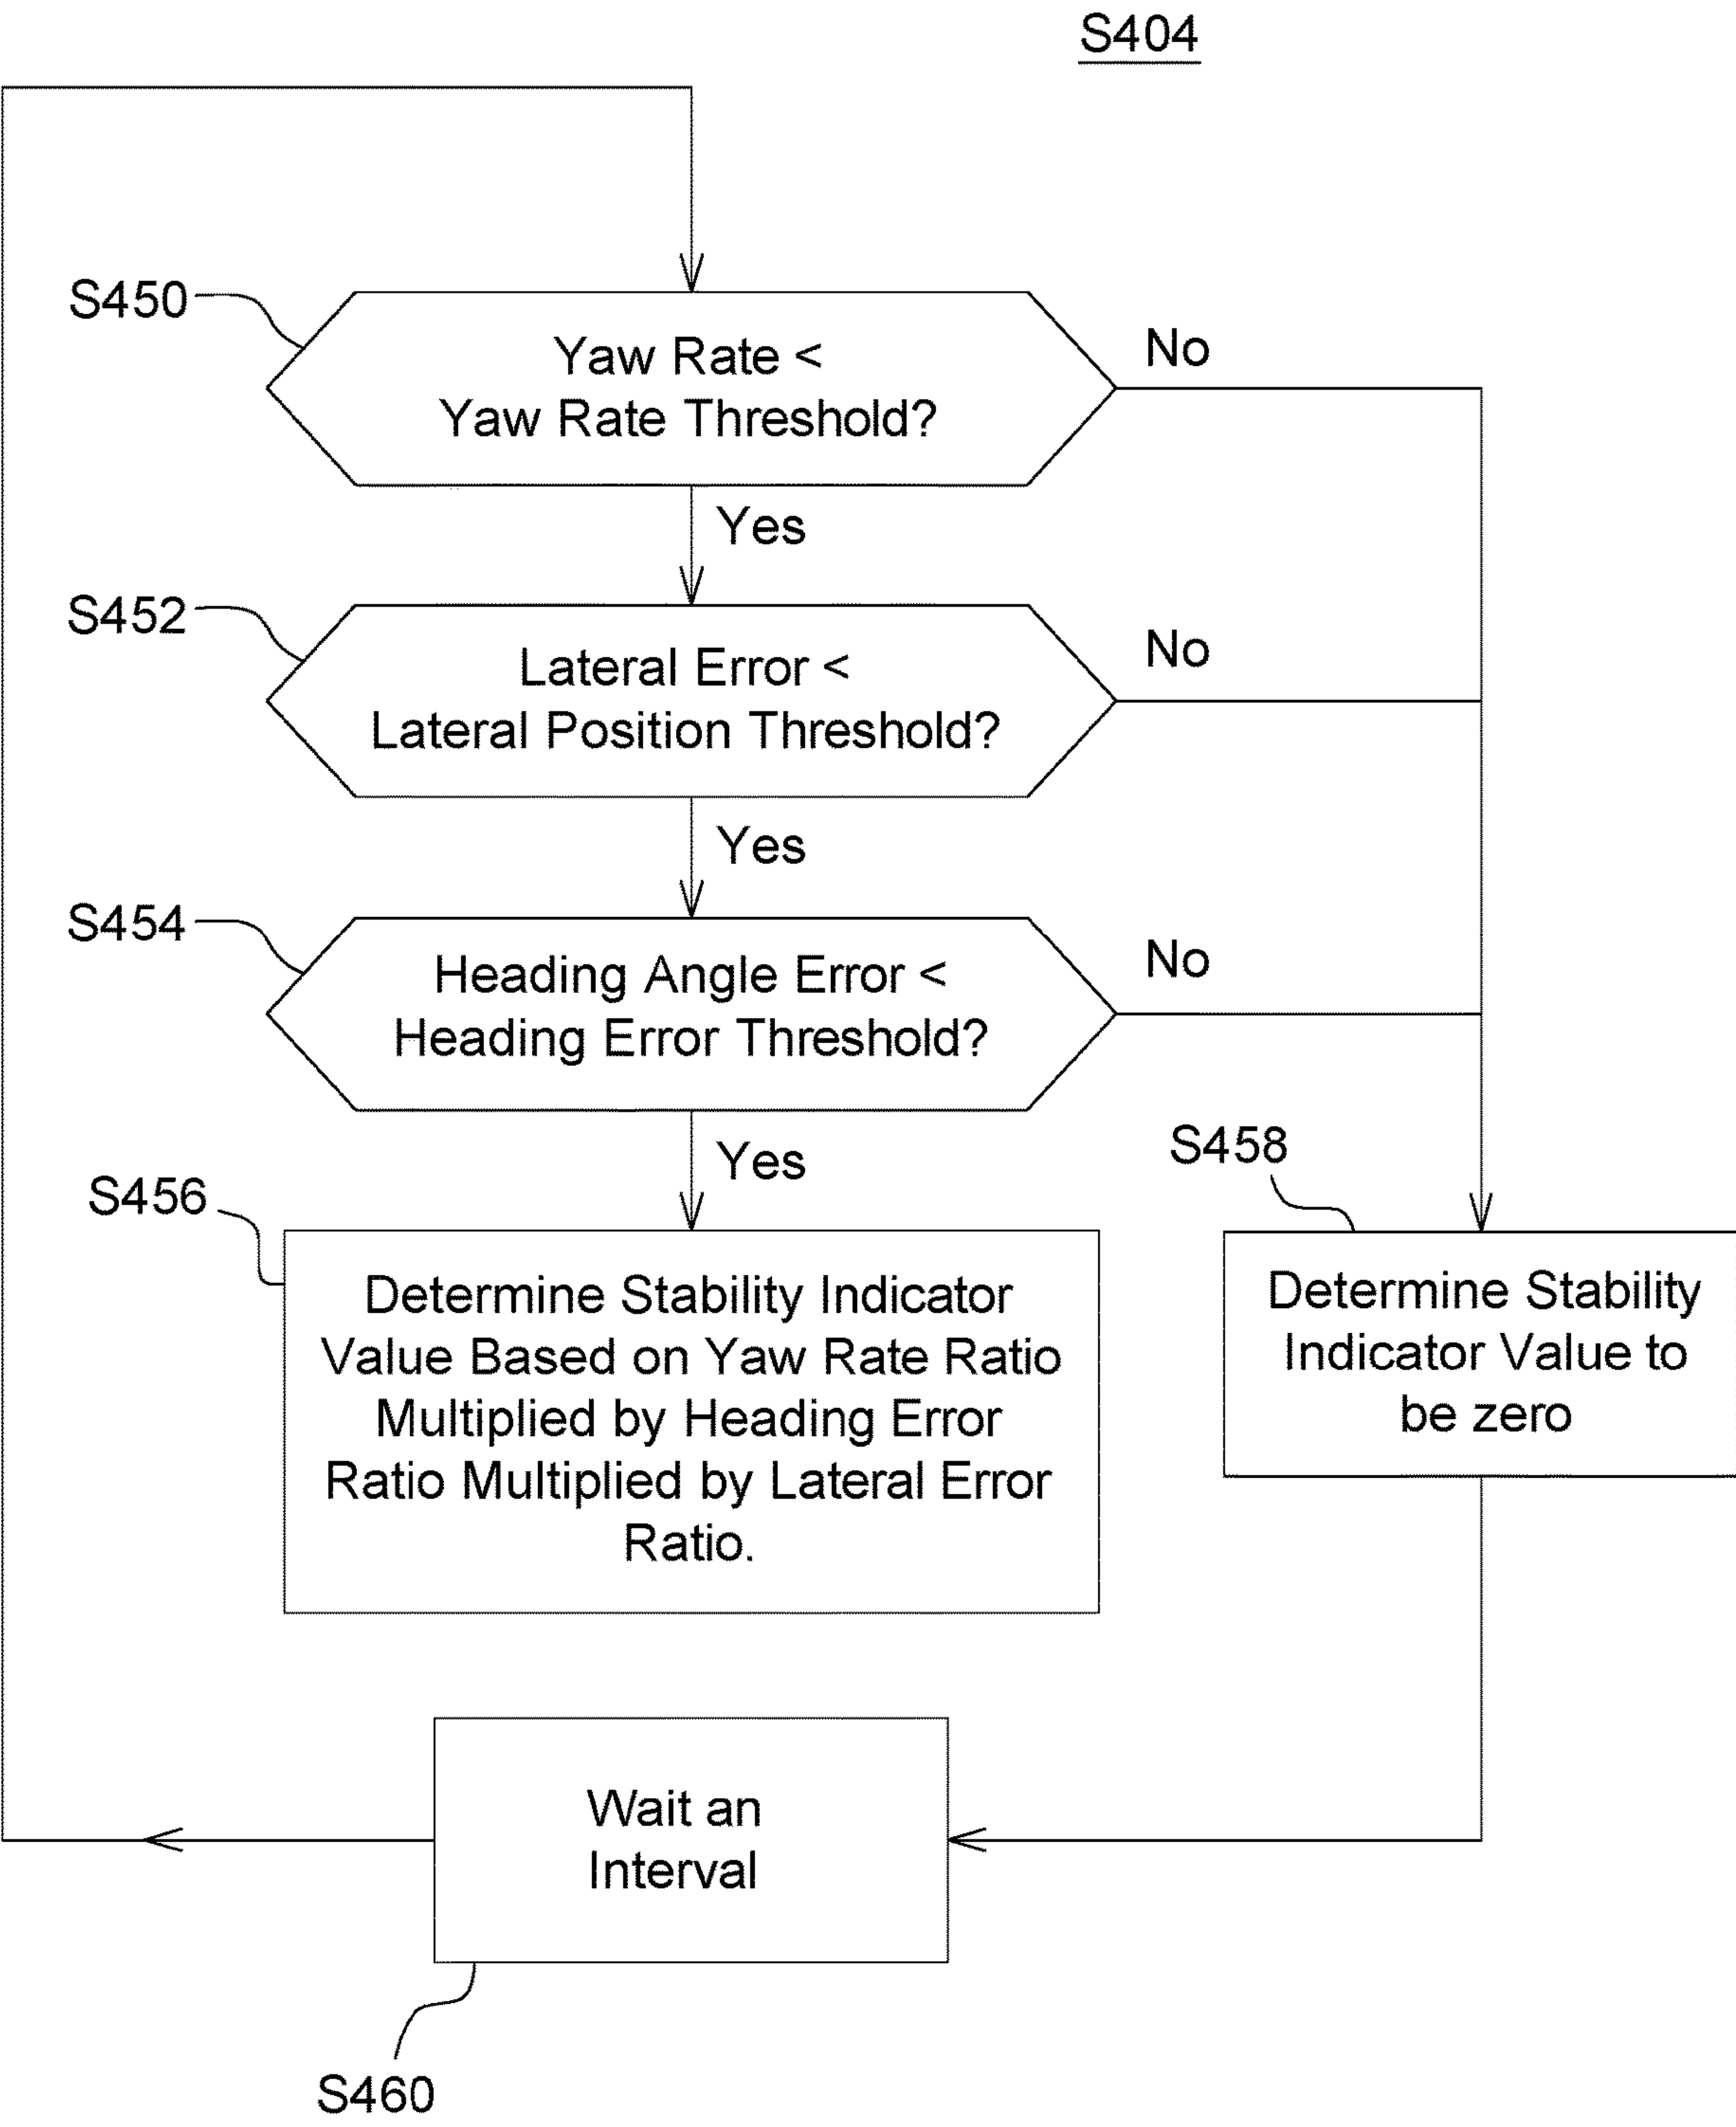 S404
S450
Yaw Rate <
Yaw Rate Threshold?
No
Yes
S452
Lateral Error <
Lateral Position Threshold?
No
Yes
S454
Heading Angle Error <
Heading Error Threshold?
No
Yes
S456
Determine Stability Indicator
Value Based on Yaw Rate Ratio
Multiplied by Heading Error
Ratio Multiplied by Lateral Error
Ratio.
S458
Determine Stability
Indicator Value to
be zero
Wait an
Interval
S460